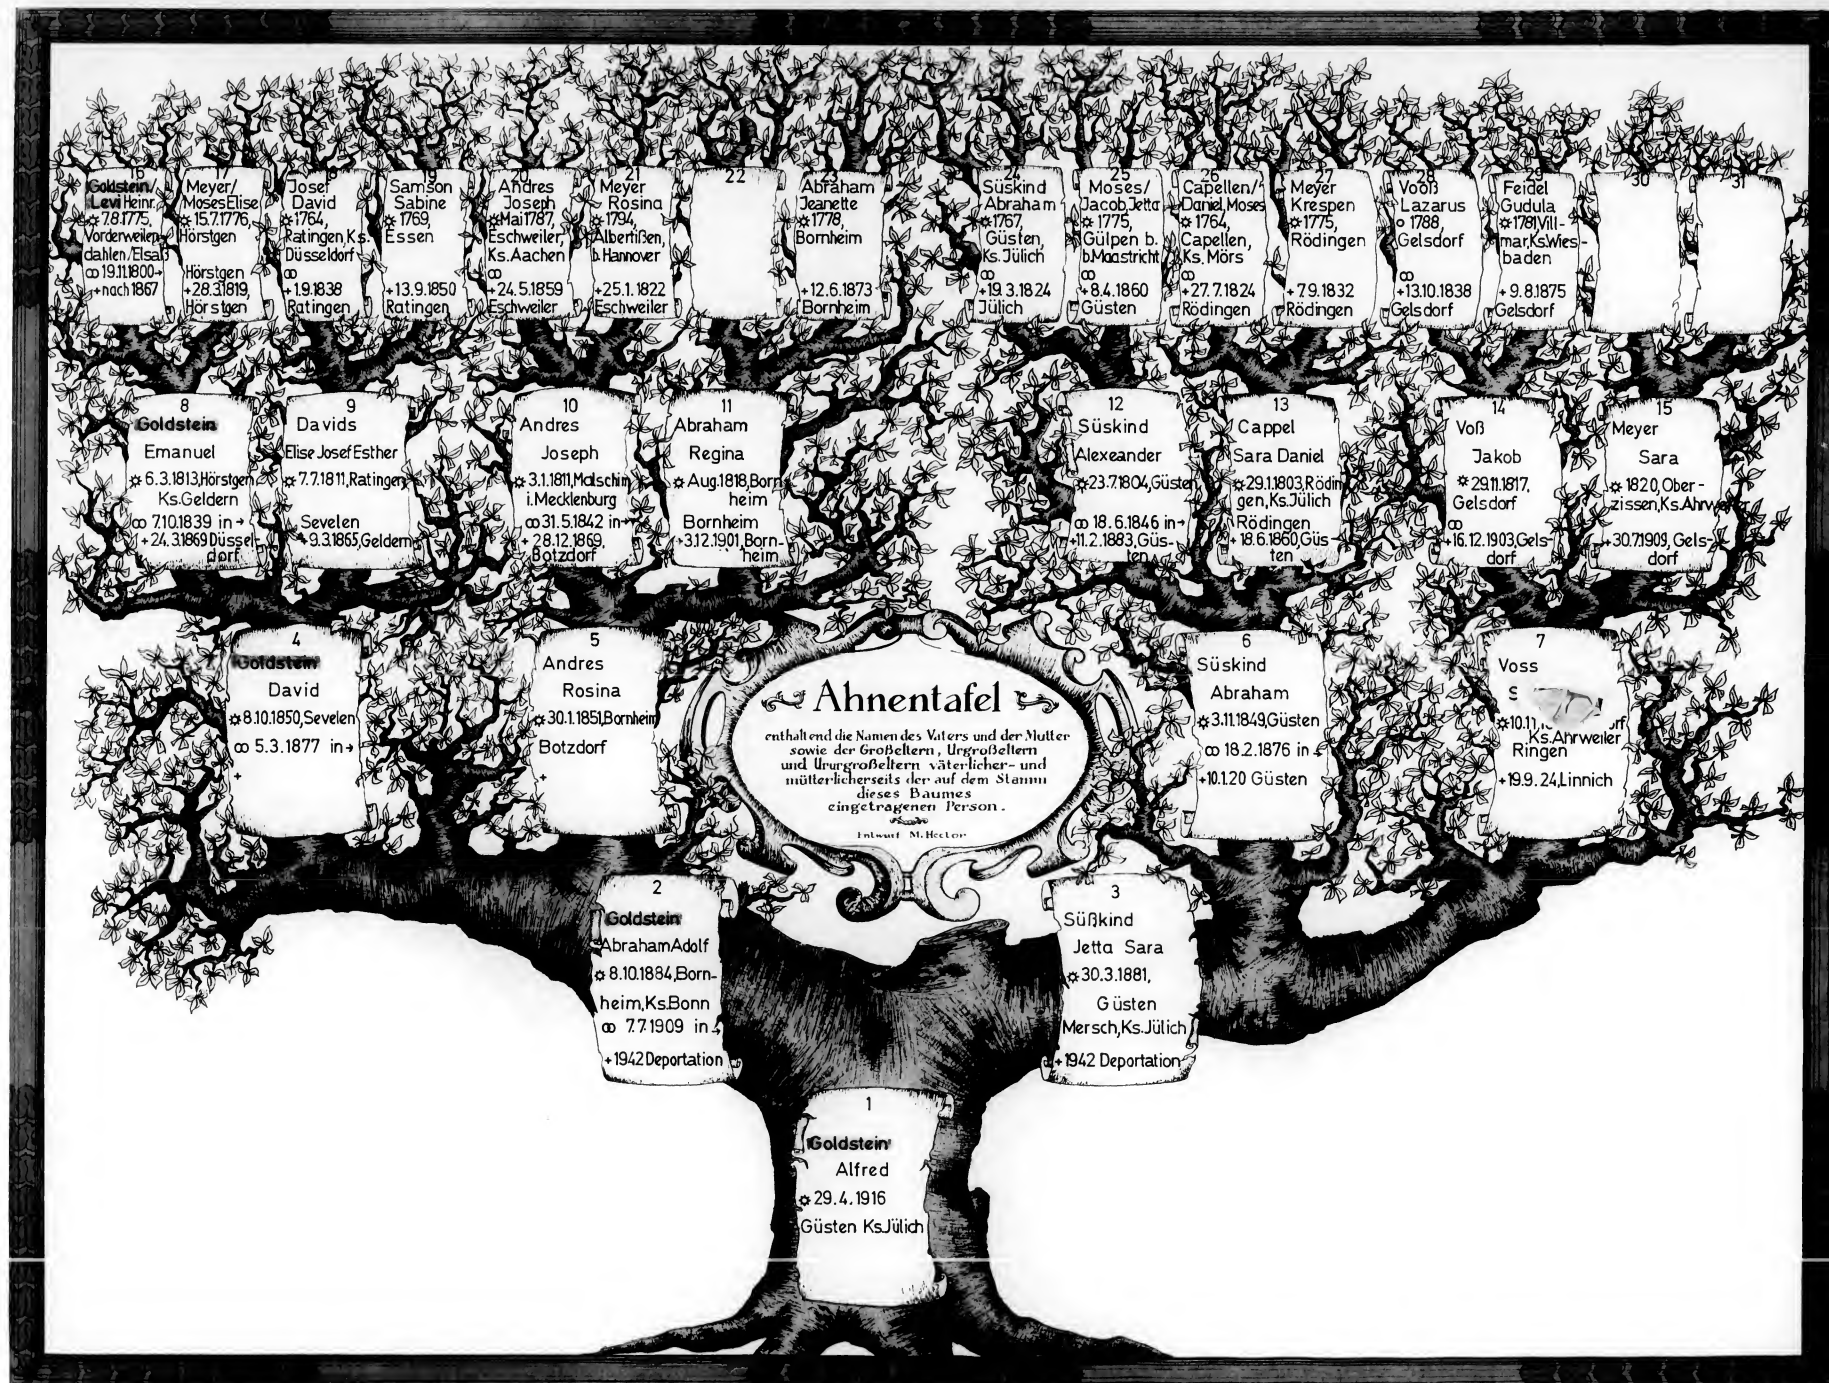 16
Goldstein/
Levi Heinr.
✡ 7.8.1775,
Vorderweilen-
dahlen/Elsaß
∞ 19.11.1800→
+nach 1867
17
Meyer/
Moses Elise
✡ 15.7.1776,
Hörstgen
Hörstgen
+28.3.1819,
Hörstgen
18
Josef
David
✡ 1764,
Ratingen, Ks.
Düsseldorf
∞
+1.9.1838
Ratingen
19
Samson
Sabine
✡ 1769,
Essen
+13.9.1850
Ratingen
20
Andres
Joseph
✡ Mai 1787,
Eschweiler,
Ks. Aachen
∞
+24.5.1859
Eschweiler
21
Meyer
Rosina
✡ 1794,
Albertißen,
b. Hannover
+25.1.1822
Eschweiler
22
23
Abraham
Jeanette
✡ 1778,
Bornheim
+12.6.1873
Bornheim
24
Süskind
Abraham
✡ 1767,
Güsten,
Ks. Jülich
∞
+19.3.1824
Jülich
25
Moses/
Jacob, Jetta
✡ 1775,
Gülpen b.
b. Maastricht
∞
+8.4.1860
Güsten
26
Capellen/
Daniel, Moses
✡ 1764,
Capellen,
Ks. Mörs
∞
+27.7.1824
Rödingen
27
Meyer
Krespen
✡ 1775,
Rödingen
+7.9.1832
Rödingen
28
Vooß
Lazarus
o 1788,
Gelsdorf
∞
+13.10.1838
Gelsdorf
29
Feidel
Gudula
✡ 1781, Vill-
mar, Ks. Wies-
baden
+ 9.8.1875
Gelsdorf
30
31
8
Goldstein
Emanuel
✡ 6.3.1813, Hörstgen
Ks. Geldern
∞ 7.10.1839 in →
+24.3.1869 Düssel-
dorf
9
Davids
Elise Josef Esther
✡ 7.7.1811, Ratingen
Sevelen
+9.3.1865, Geldern
10
Andres
Joseph
✡ 3.1.1811, Malschin
i. Mecklenburg
∞ 31.5.1842 in →
+ 28.12.1869,
Botzdorf
11
Abraham
Regina
✡ Aug. 1818, Born
heim
Bornheim
+3.12.1901, Born-
heim
12
Süskind
Alexeander
✡ 23.7.1804, Güsten
∞ 18.6.1846 in →
+11.2.1883, Güs-
ten
13
Cappel
Sara Daniel
✡ 29.1.1803, Rödin
gen, Ks. Jülich
Rödingen
+ 18.6.1860, Güs-
ten
14
Voß
Jakob
✡ 29.11.1817,
Gelsdorf
∞
+16.12.1903, Gels-
dorf
15
Meyer
Sara
✡ 1820, Ober-
zissen, Ks. Ahrw
+30.7.1909, Gels-
dorf
4
Goldstein
David
✡ 8.10.1850, Sevelen
∞ 5.3.1877 in →
+
5
Andres
Rosina
✡ 30.1.1851, Bornheim
Botzdorf
+
6
Süskind
Abraham
✡ 3.11.1849, Güsten
∞ 18.2.1876 in →
+10.1.20 Güsten
7
Voss
S
✡ 10.11. orf
Ks. Ahrweiler
Ringen
+19.9.24, Linnich
Ahnentafel
enthaltend die Namen des Vaters und der Mutter
sowie der Großeltern, Urgroßeltern
und Ururgroßeltern väterlicher- und
mütterlicherseits der auf dem Stamm
dieses Baumes
eingetragenen Person.
Entwurf M. Hector
2
Goldstein
Abraham Adolf
✡ 8.10.1884, Born-
heim, Ks. Bonn
∞ 7.7.1909 in →
+1942 Deportation
3
Süßkind
Jetta Sara
✡ 30.3.1881,
Güsten
Mersch, Ks. Jülich
+1942 Deportation
1
Goldstein
Alfred
✡ 29.4.1916
Güsten Ks. Jülich